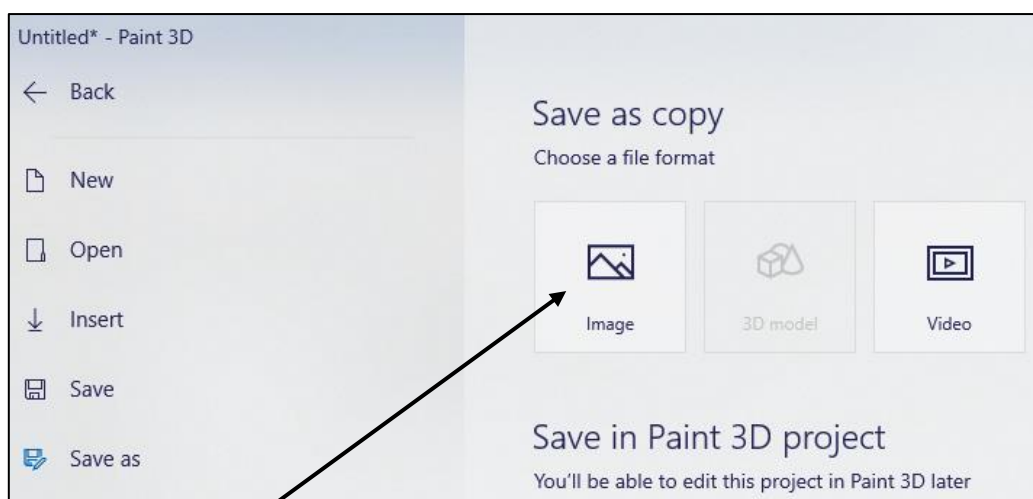 Untitled* - Paint 3D
Back
New
Open
Insert
Save
Save as
Save as copy
Choose a file format
Image
3D model
Video
Save in Paint 3D project
You'll be able to edit this project in Paint 3D later